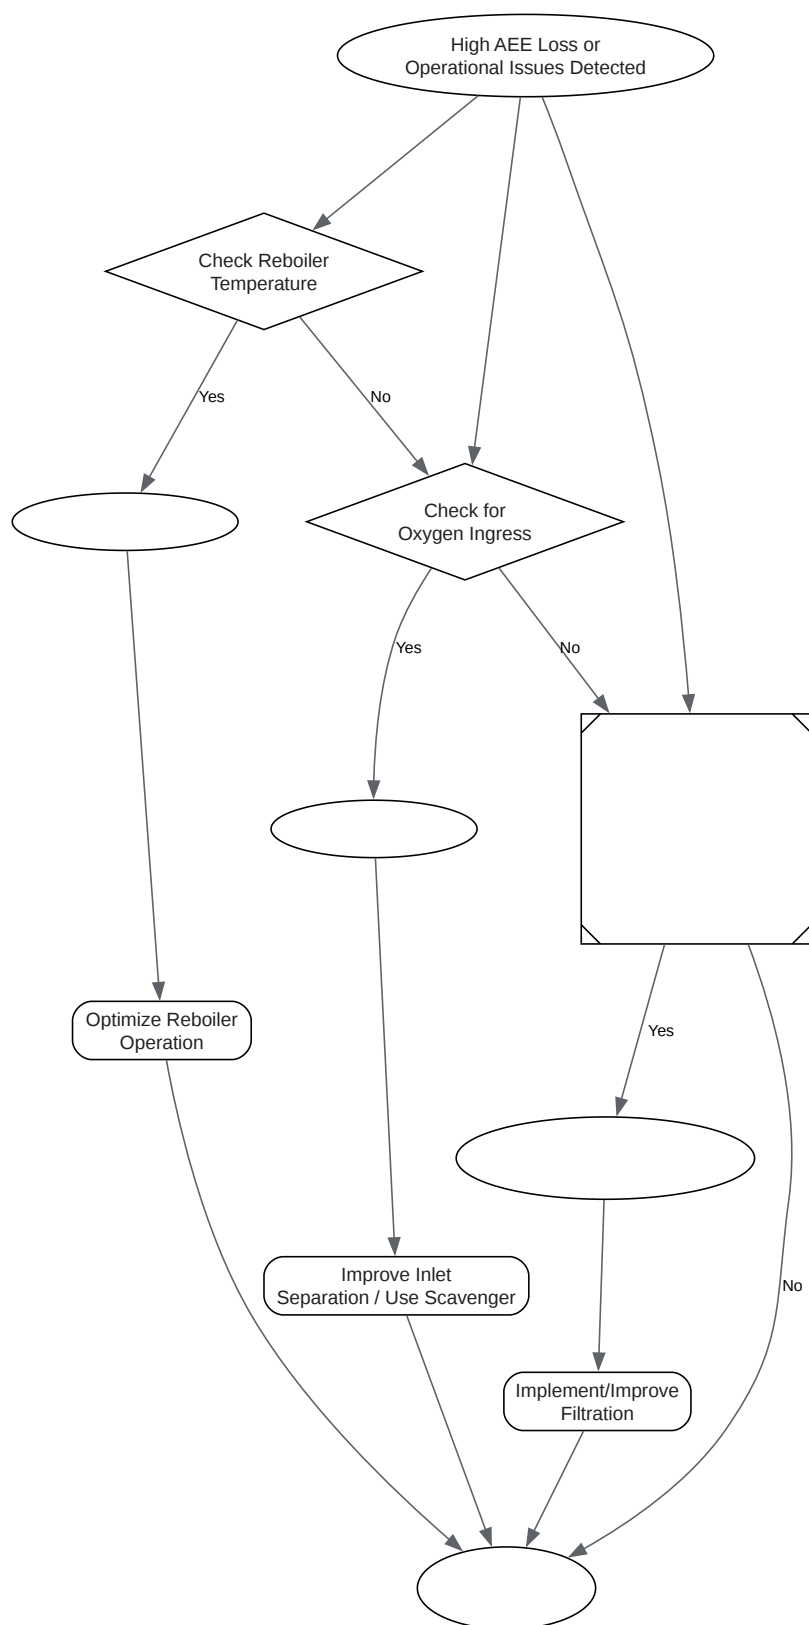 High AEE Loss or
Operational Issues Detected
Check Reboiler
Temperature
Yes
No
Check for
Oxygen Ingress
Yes
No
Optimize Reboiler
Operation
Yes
Improve Inlet
Separation / Use Scavenger
No
Implement/Improve
Filtration